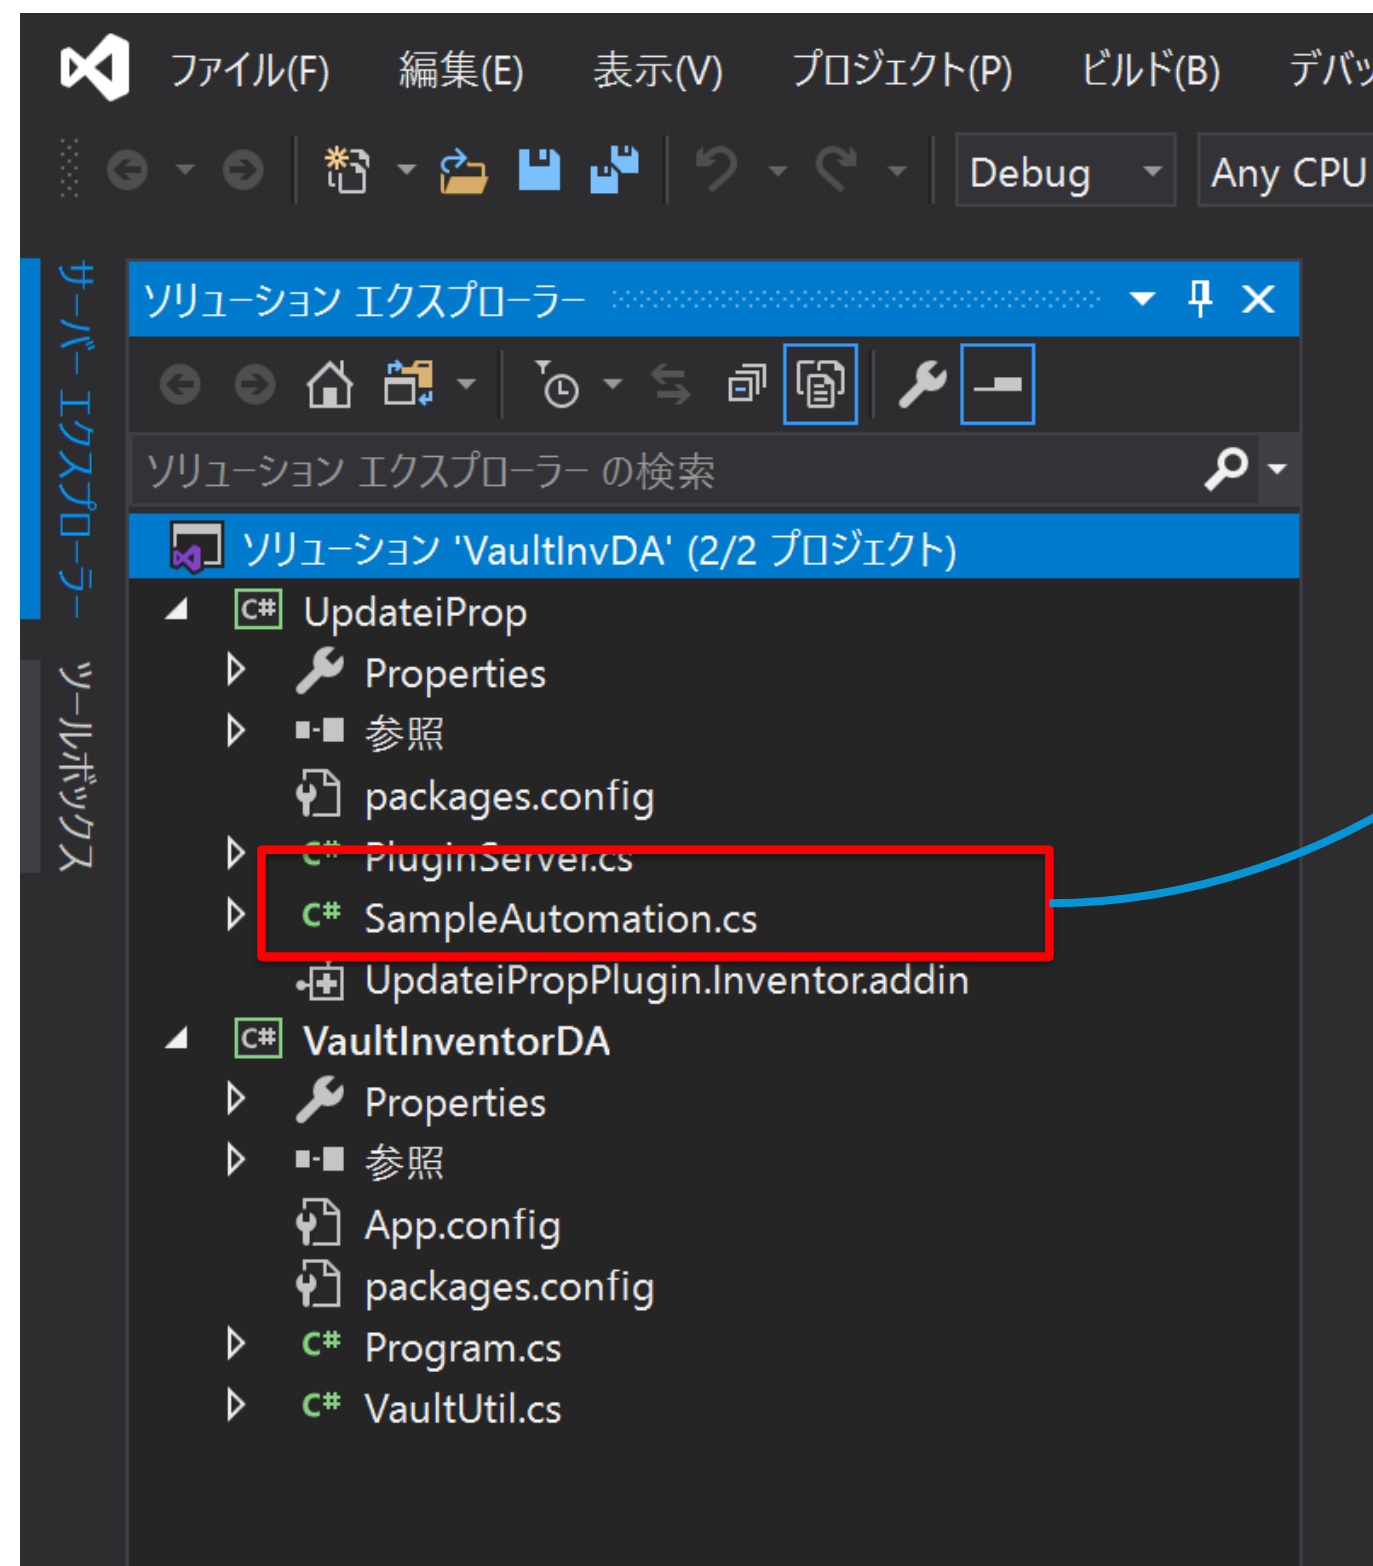 ファイル(F) 編集(E) 表示(V) プロジェクト(P) ビルド(B) デバッ
Debug Any CPU
サーバー エクスプローラー
ツールボックス
ソリューション エクスプローラー
ソリューション エクスプローラー の検索
ソリューション 'VaultInvDA' (2/2 プロジェクト)
C# UpdateiProp
Properties
参照
packages.config
C# PluginServer.cs
C# SampleAutomation.cs
UpdateiPropPlugin.Inventor.addin
C# VaultInventorDA
Properties
参照
App.config
packages.config
C# Program.cs
C# VaultUtil.cs